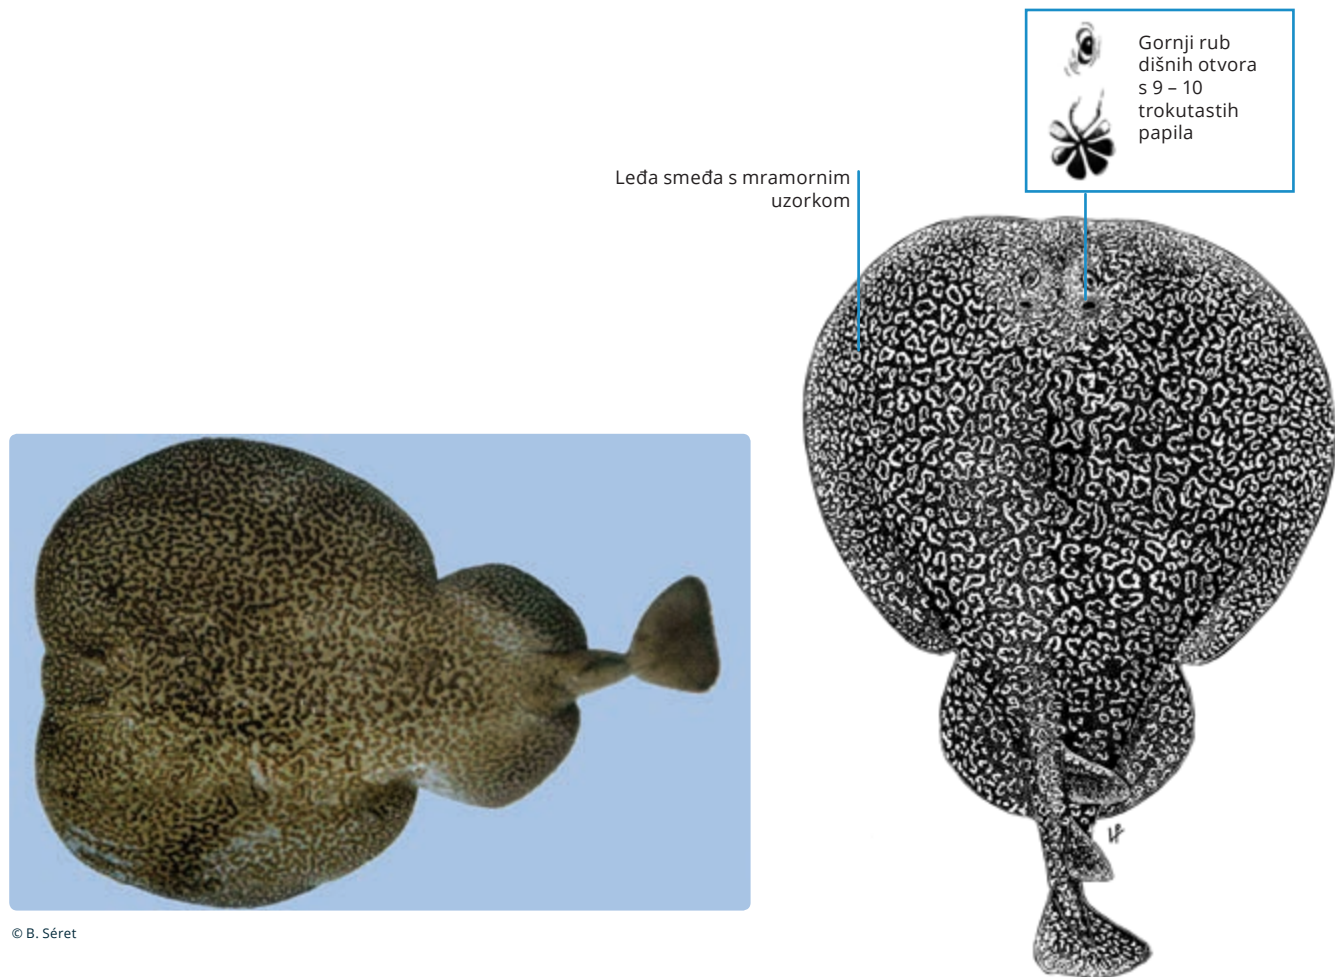 Gornji rub
dišnih otvora
s 9 – 10
trokutastih
papila
Leđa smeđa s mramornim
uzorkom
© B. Séret